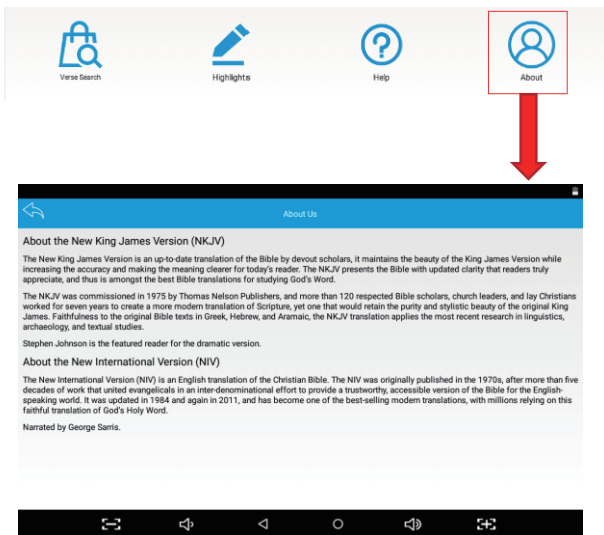 Verse Search
Highlights
Help
About
About Us
About the New King James Version (NKJV)
The New King James Version is an up-to-date translation of the Bible by devout scholars, it maintains the beauty of the King James Version while
increasing the accuracy and making the meaning clearer for today's reader. The NKJV presents the Bible with updated clarity that readers truly
appreciate, and thus is amongst the best Bible translations for studying God's Word.
The NKJV was commissioned in 1975 by Thomas Nelson Publishers, and more than 120 respected Bible scholars, church leaders, and lay Christians
worked for seven years to create a more modern translation of Scripture, yet one that would retain the purity and stylistic beauty of the original King
James. Faithfulness to the original Bible texts in Greek, Hebrew, and Aramaic, the NKJV translation applies the most recent research in linguistics,
archaeology, and textual studies.
Stephen Johnson is the featured reader for the dramatic version.
About the New International Version (NIV)
The New International Version (NIV) is an English translation of the Christian Bible. The NIV was originally published in the 1970s, after more than five
decades of work that united evangelicals in an inter-denominational effort to provide a trustworthy, accessible version of the Bible for the English-
speaking world. It was updated in 1984 and again in 2011, and has become one of the best-selling modern translations, with millions relying on this
faithful translation of God's Holy Word.
Narrated by George Sarris.